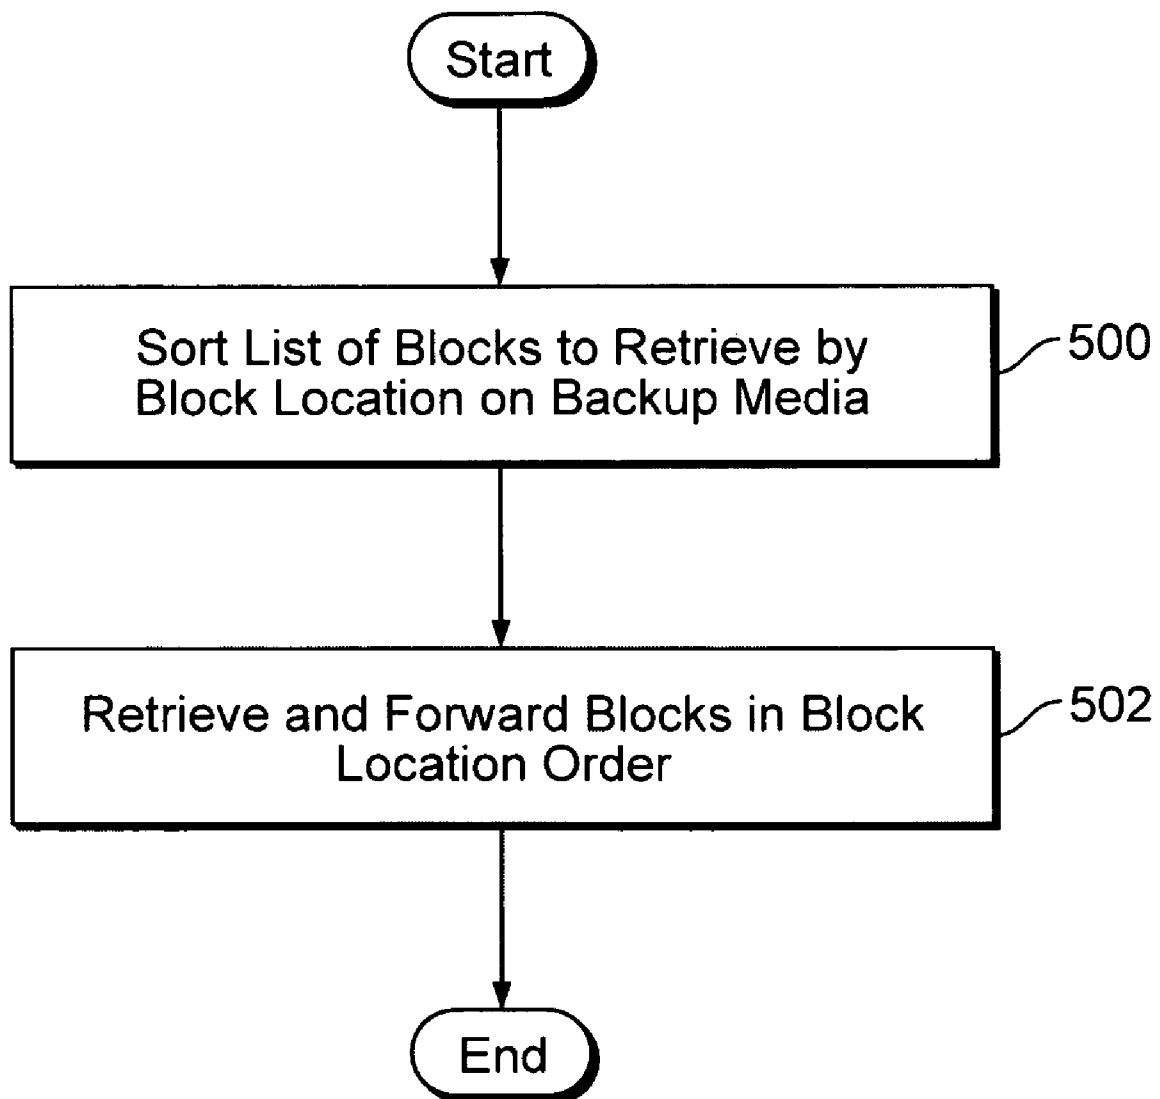 Start
Sort List of Blocks to Retrieve by
Block Location on Backup Media
500
Retrieve and Forward Blocks in Block
Location Order
502
End